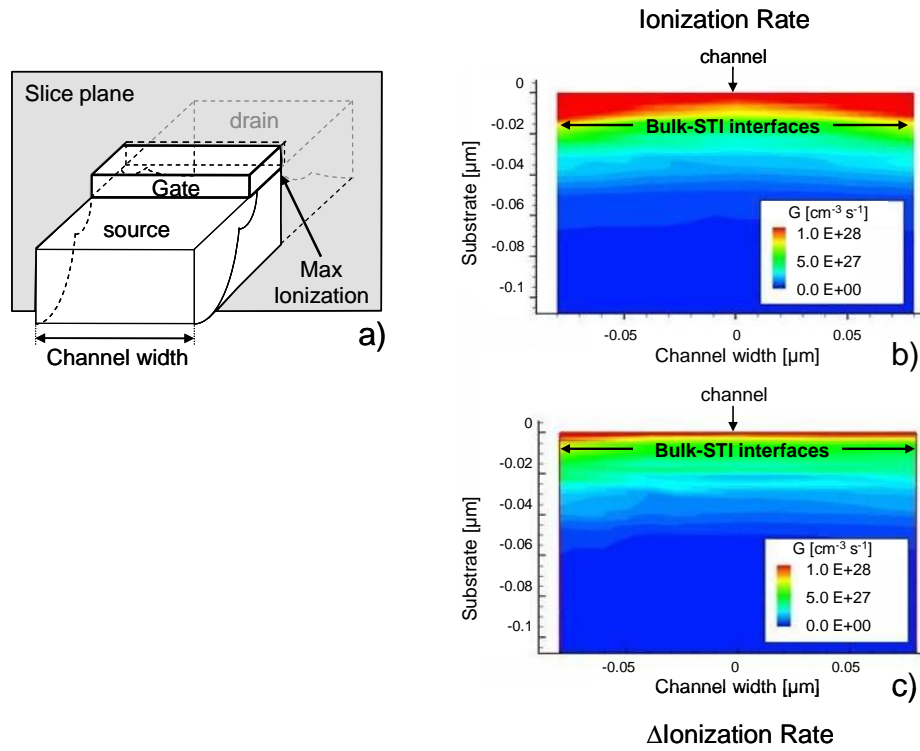 Slice plane
drain
Gate
source
Max
Ionization
Channel width
a)
Ionization Rate
channel
0
-0.02
-0.04
-0.06
-0.08
-0.1
Substrate [µm]
Bulk-STI interfaces
G [cm-3 s-1]
1.0 E+28
5.0 E+27
0.0 E+00
-0.05 0 0.05
Channel width [µm]
b)
channel
0
-0.02
-0.04
-0.06
-0.08
-0.1
Substrate [µm]
Bulk-STI interfaces
G [cm-3 s-1]
1.0 E+28
5.0 E+27
0.0 E+00
-0.05 0 0.05
Channel width [µm]
c)
ΔIonization Rate